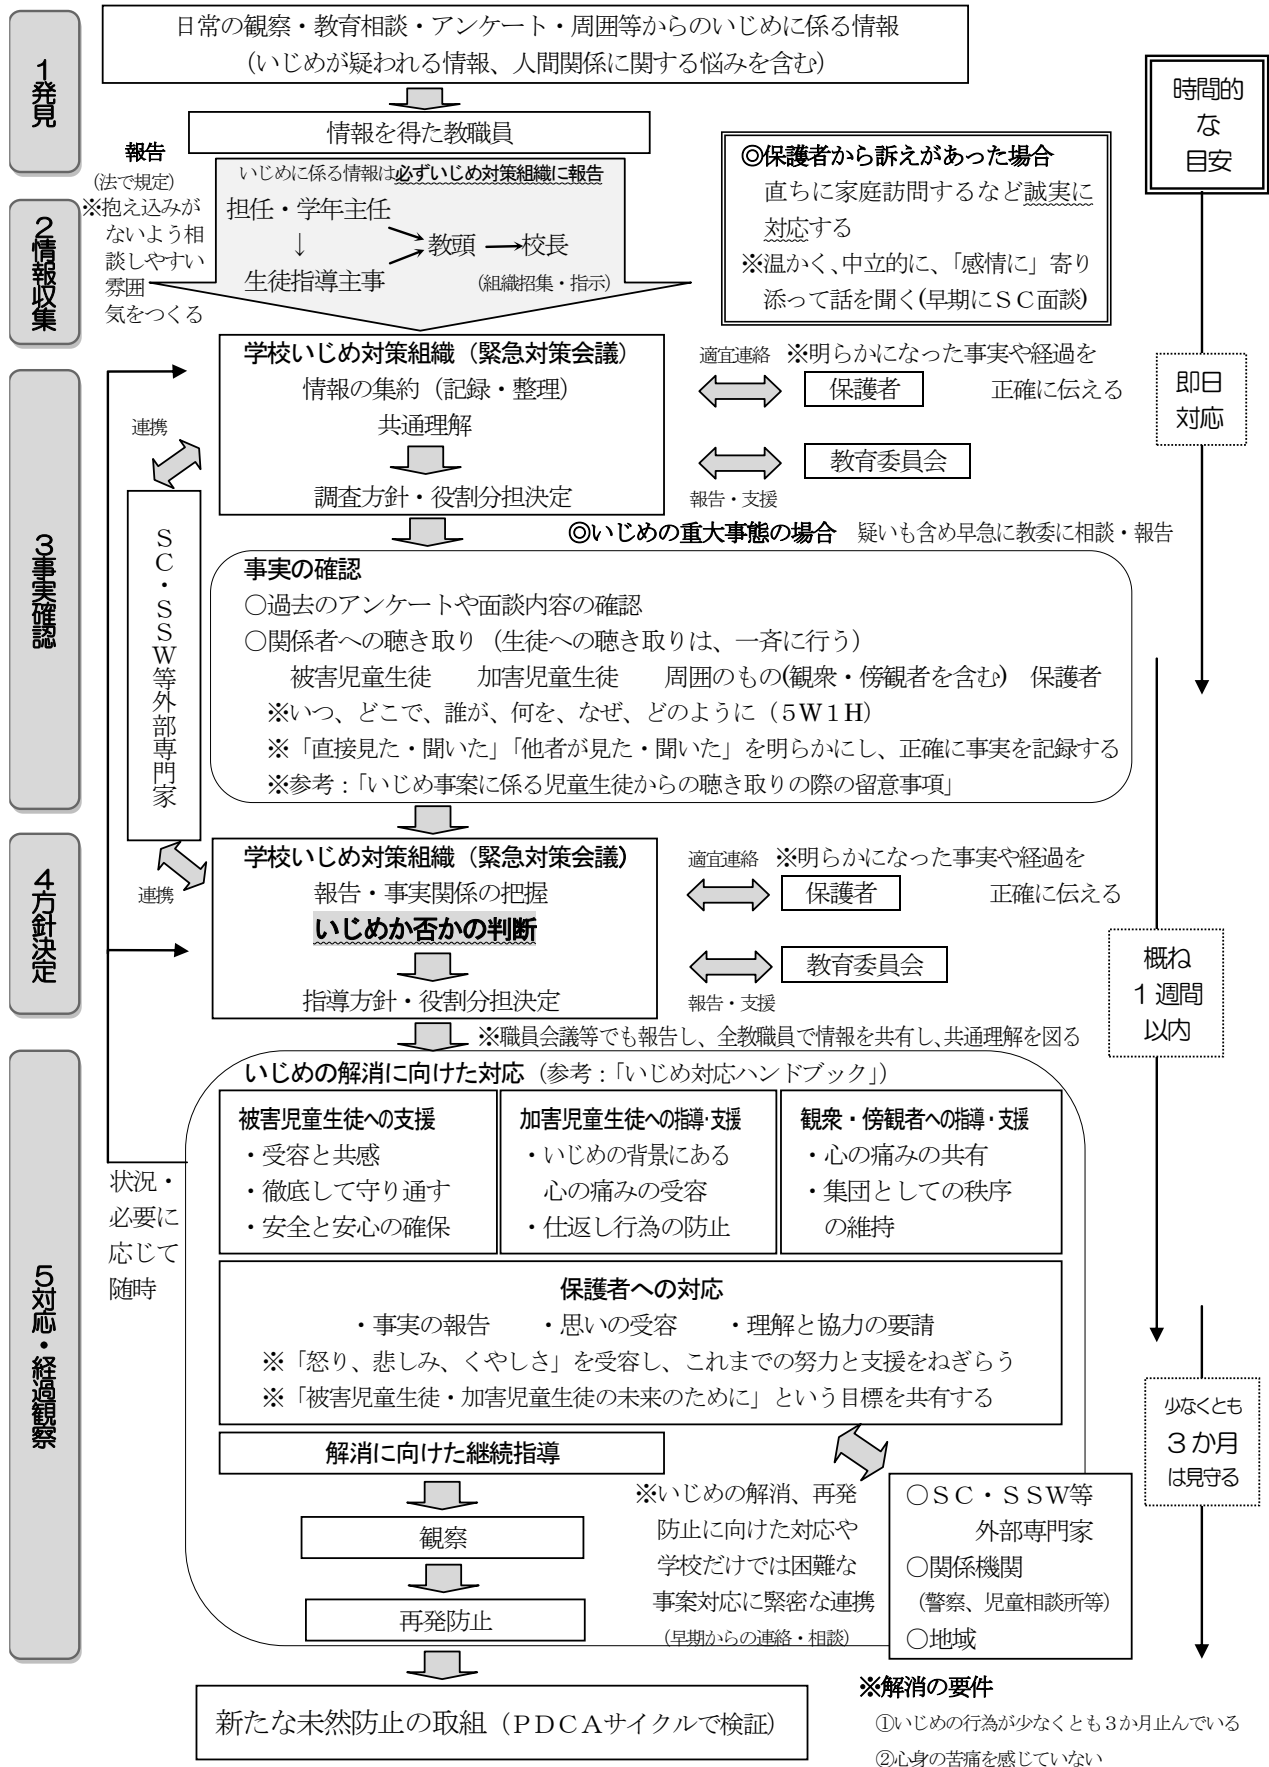 1発見
日常の観察・教育相談・アンケート・周囲等からのいじめに係る情報
(いじめが疑われる情報、人間関係に関する悩みを含む)
情報を得た教職員
時間的
な
目安
報告
(法で規定)
※抱え込みが
ないよう相
談しやすい
雰囲
気をつくる
2情報収集
いじめに係る情報は必ずいじめ対策組織に報告
担任・学年主任
↓
生徒指導主事
教頭
校長
(組織招集・指示)
◎保護者から訴えがあった場合
直ちに家庭訪問するなど誠実に
対応する
※温かく、中立的に、「感情に」寄り
添って話を聞く(早期にSC面談)
学校いじめ対策組織（緊急対策会議）
情報の集約（記録・整理）
共通理解
調査方針・役割分担決定
適宜連絡 ※明らかになった事実や経過を
保護者 正確に伝える
教育委員会
報告・支援
即日
対応
連携
SC・SSW等外部専門家
3事実確認
◎いじめの重大事態の場合 疑いも含め早急に教委に相談・報告
事実の確認
○過去のアンケートや面談内容の確認
○関係者への聴き取り（生徒への聴き取りは、一斉に行う）
被害児童生徒 加害児童生徒 周囲のもの(観衆・傍観者を含む) 保護者
※いつ、どこで、誰が、何を、なぜ、どのように（5W1H）
※「直接見た・聞いた」「他者が見た・聞いた」を明らかにし、正確に事実を記録する
※参考：「いじめ事案に係る児童生徒からの聴き取りの際の留意事項」
4方針決定
連携
学校いじめ対策組織（緊急対策会議）
報告・事実関係の把握
いじめか否かの判断
指導方針・役割分担決定
適宜連絡 ※明らかになった事実や経過を
保護者 正確に伝える
教育委員会
報告・支援
概ね
1週間
以内
※職員会議等でも報告し、全教職員で情報を共有し、共通理解を図る
5対応・経過観察
いじめの解消に向けた対応（参考：「いじめ対応ハンドブック」）
被害児童生徒への支援
・受容と共感
・徹底して守り通す
・安全と安心の確保
加害児童生徒への指導・支援
・いじめの背景にある
心の痛みの受容
・仕返し行為の防止
観衆・傍観者への指導・支援
・心の痛みの共有
・集団としての秩序
の維持
状況・
必要に
応じて
随時
保護者への対応
・事実の報告 ・思いの受容 ・理解と協力の要請
※「怒り、悲しみ、くやしさ」を受容し、これまでの努力と支援をねぎらう
※「被害児童生徒・加害児童生徒の未来のために」という目標を共有する
少なくとも
3か月
は見守る
解消に向けた継続指導
観察
再発防止
※いじめの解消、再発
防止に向けた対応や
学校だけでは困難な
事案対応に緊密な連携
(早期からの連絡・相談)
○SC・SSW等
外部専門家
○関係機関
(警察、児童相談所等)
○地域
新たな未然防止の取組（PDCAサイクルで検証）
※解消の要件
①いじめの行為が少なくとも3か月止んでいる
②心身の苦痛を感じていない